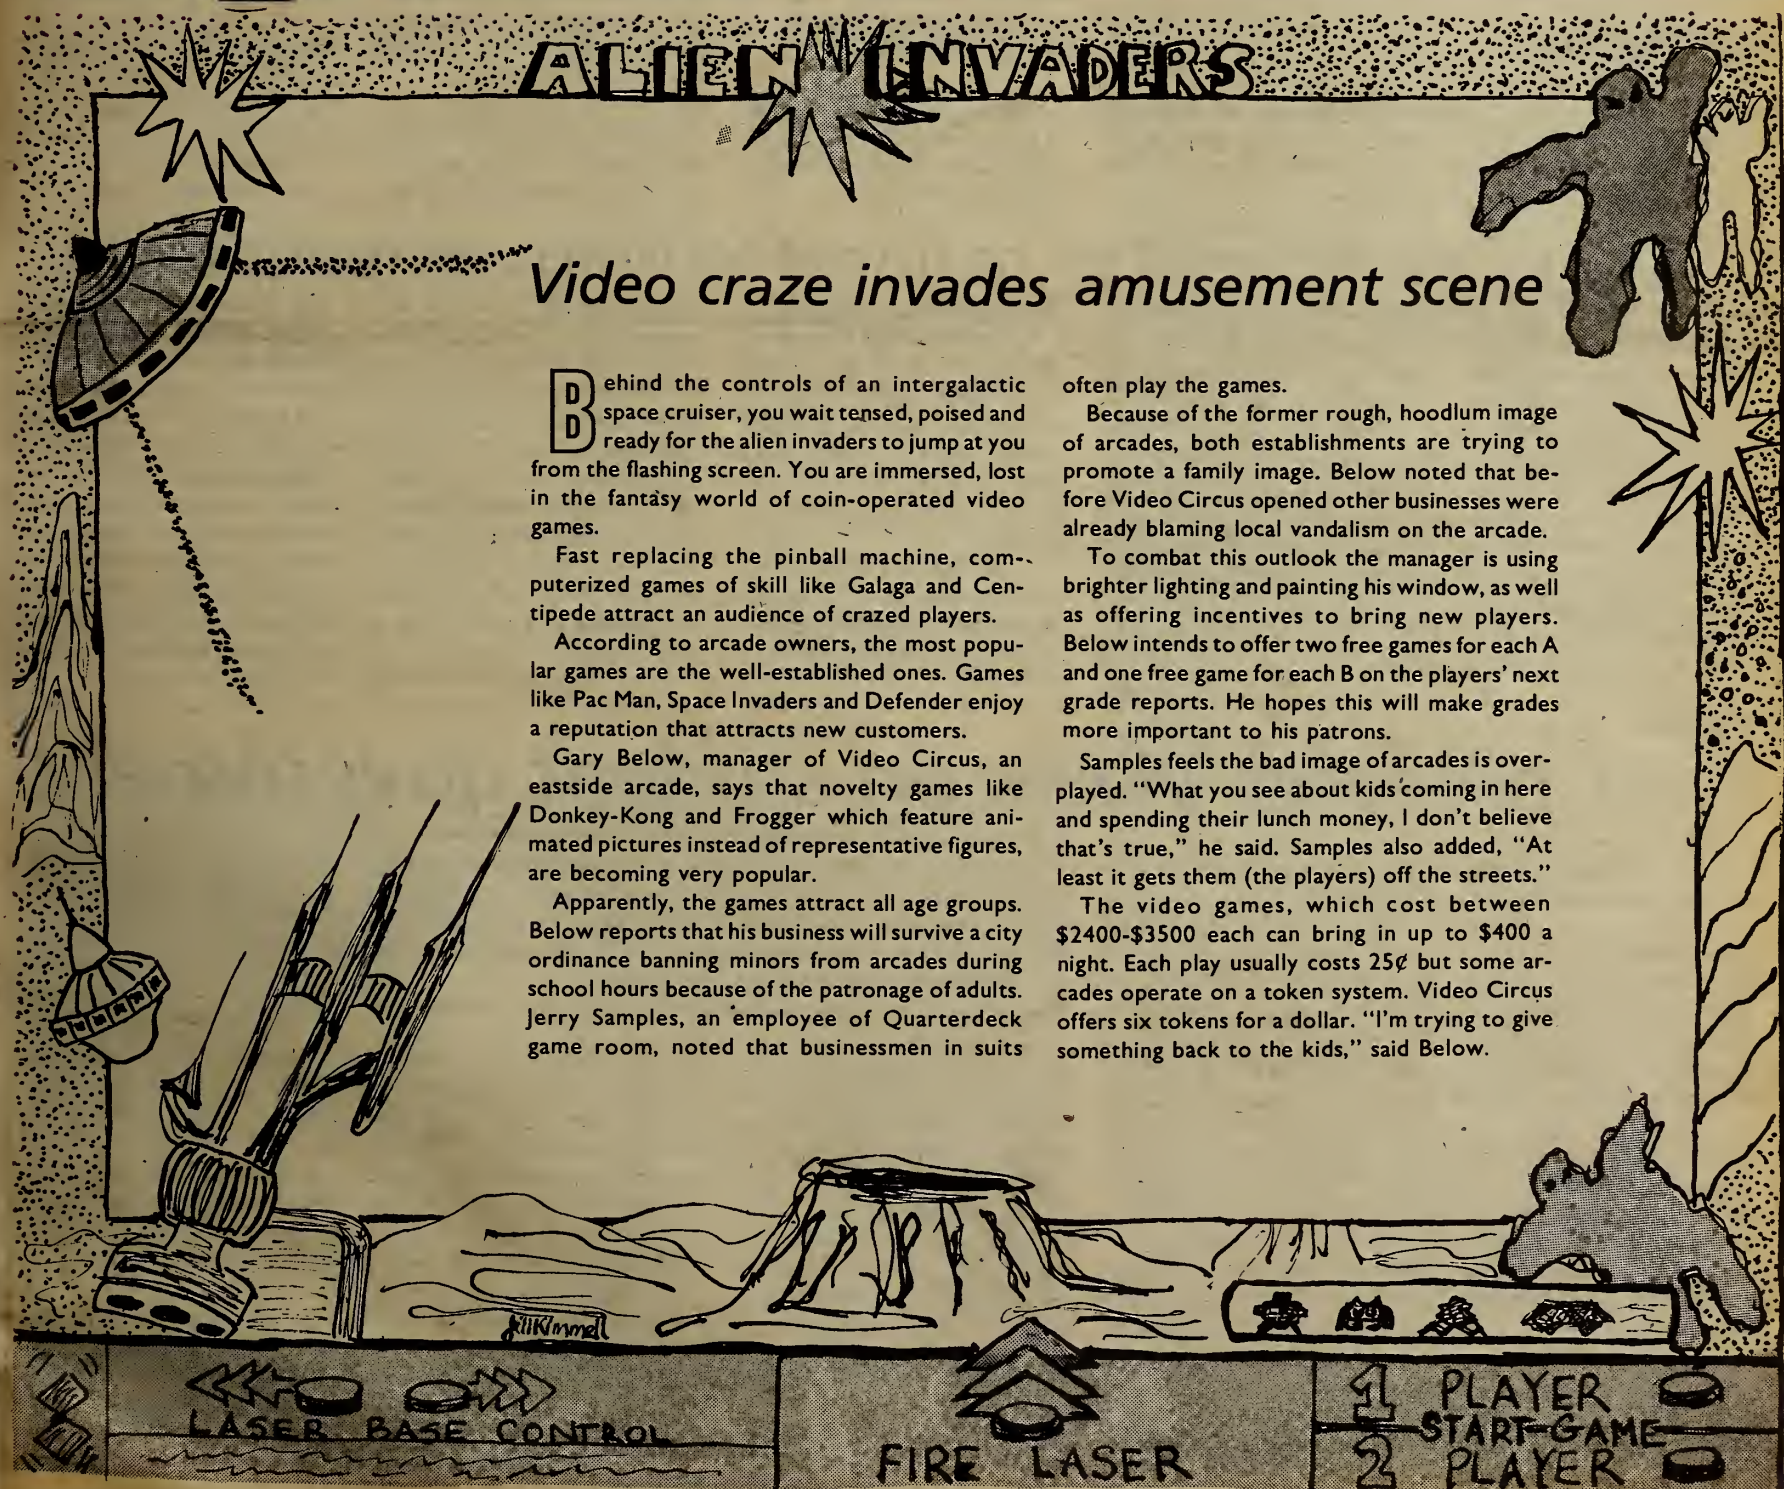 ALIEN INVADERS
Video craze invades amusement scene
Behind the controls of an intergalactic
space cruiser, you wait tensed, poised and
ready for the alien invaders to jump at you
from the flashing screen. You are immersed, lost
in the fantasy world of coin-operated video
games.
Fast replacing the pinball machine, com-
puterized games of skill like Galaga and Cen-
tipede attract an audience of crazed players.
According to arcade owners, the most popu-
lar games are the well-established ones. Games
like Pac Man, Space Invaders and Defender enjoy
a reputation that attracts new customers.
Gary Below, manager of Video Circus, an
eastside arcade, says that novelty games like
Donkey-Kong and Frogger which feature ani-
mated pictures instead of representative figures,
are becoming very popular.
Apparently, the games attract all age groups.
Below reports that his business will survive a city
ordinance banning minors from arcades during
school hours because of the patronage of adults.
Jerry Samples, an employee of Quarterdeck
game room, noted that businessmen in suits
often play the games.
Because of the former rough, hoodlum image
of arcades, both establishments are trying to
promote a family image. Below noted that be-
fore Video Circus opened other businesses were
already blaming local vandalism on the arcade.
To combat this outlook the manager is using
brighter lighting and painting his window, as well
as offering incentives to bring new players.
Below intends to offer two free games for each A
and one free game for each B on the players' next
grade reports. He hopes this will make grades
more important to his patrons.
Samples feels the bad image of arcades is over-
played. "What you see about kids coming in here
and spending their lunch money, I don't believe
that's true," he said. Samples also added, "At
least it gets them (the players) off the streets."
The video games, which cost between
$2400-$3500 each can bring in up to $400 a
night. Each play usually costs 25¢ but some ar-
cades operate on a token system. Video Circus
offers six tokens for a dollar. "I'm trying to give
something back to the kids," said Below.
Jill Kimmell
LASER BASE CONTROL
FIRE LASER
1 PLAYER
START GAME
2 PLAYER